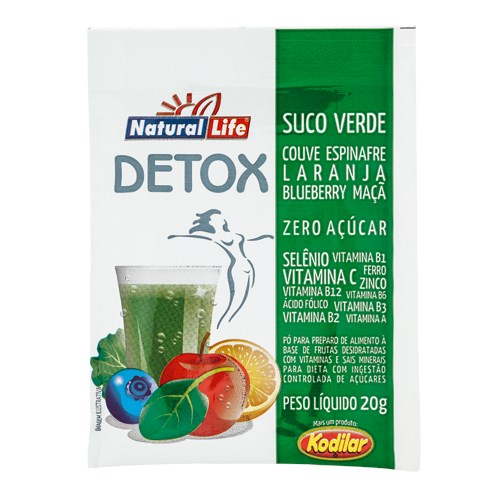 Natural Life
DETOX
IMAGEM ILUSTRATIVA
SUCO VERDE
COUVE ESPINAFRE
LARANJA
BLUEBERRY MAÇÃ
ZERO AÇÚCAR
SELÊNIO VITAMINA B1
VITAMINA C FERRO
ZINCO
VITAMINA B12 VITAMINA B6
ÁCIDO FÓLICO VITAMINA B3
VITAMINA B2 VITAMINA A
PÓ PARA PREPARO DE ALIMENTO À
BASE DE FRUTAS DESIDRATADAS
COM VITAMINAS E SAIS MINERAIS
PARA DIETA COM INGESTÃO
CONTROLADA DE AÇÚCARES
PESO LÍQUIDO 20g
Mais um produto:
Kodilar